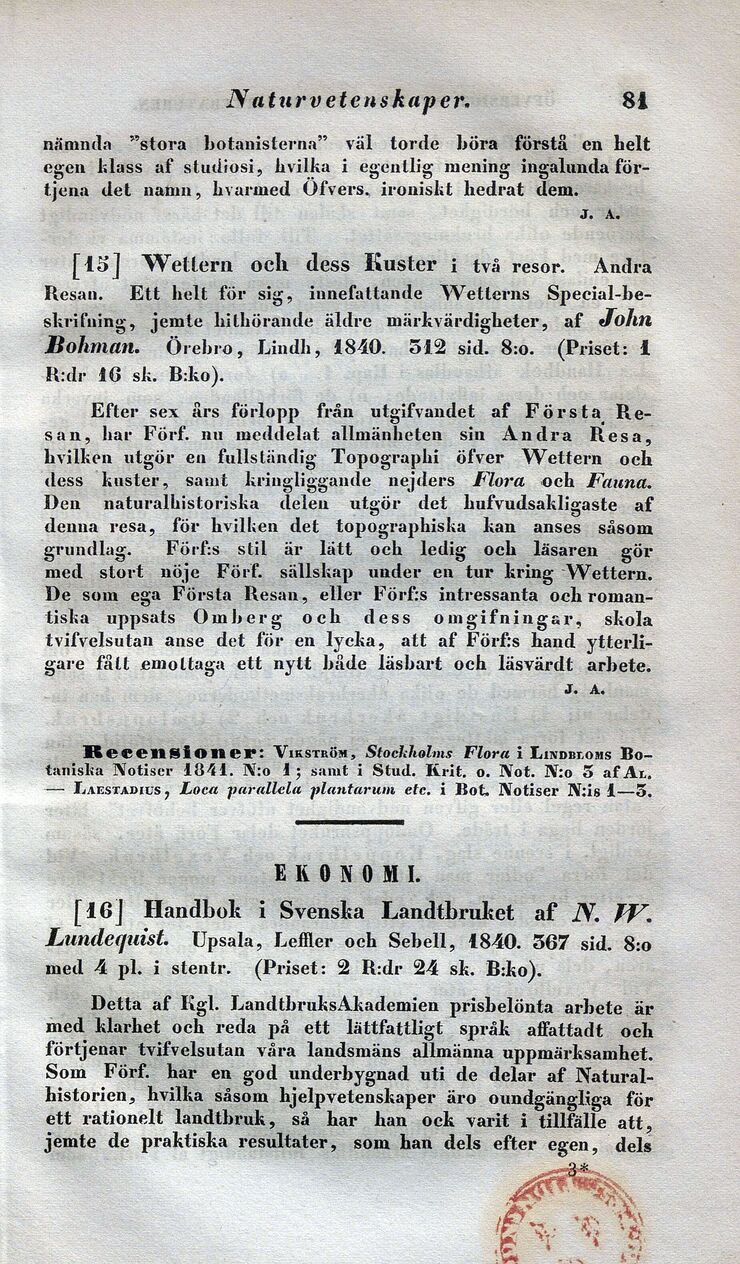 Naturvetenskaper. 81
nämnda ”stora botanisterna” väl torde böra förstå en helt
egen klass af studiosi, hvilka i egentlig mening ingalunda för-
tjena det namn, hvarmed Öfvers. ironiskt hedrat dem.
J. A.
[15] Wettern och dess Kuster i två resor. Andra
Resan. Ett helt för sig, innefattande Wetterns Special-be-
skrifning, jemte hithörande äldre märkvärdigheter, af John
Bohman. Örebro, Lindh, 1840. 312 sid. 8:o. (Priset: 1
R:dr 16 sk. B:ko).
Efter sex års förlopp från utgifvandet af Första Re-
san, har Förf. nu meddelat allmänheten sin Andra Resa,
hvilken utgör en fullständig Topographi öfver Wettern och
dess kuster, samt kringliggande nejders Flora och Fauna.
Den naturalhistoriska delen utgör det hufvudsakligaste af
denna resa, för hvilken det topographiska kan anses såsom
grundlag. Förf:s stil är lätt och ledig och läsaren gör
med stort nöje Förf. sällskap under en tur kring Wettern.
De som ega Första Resan, eller Förf:s intressanta och roman-
tiska uppsats Omberg och dess omgifningar, skola
tvifvelsutan anse det för en lycka, att af Förf:s hand ytterli-
gare fått emottaga ett nytt både läsbart och läsvärdt arbete.
J. A.
Recensioner: Vikström, Stockholms Flora i Lindbloms Bo-
taniska Notiser 1841. N:o 1; samt i Stud. Krit. o. Not. N:o 3 af Al.
— Laestadius, Loca parallela plantarum etc. i Bot. Notiser N:is 1—3.
EKONOMI.
[16] Handbok i Svenska Landtbruket af N. W.
Lundequist. Upsala, Leffler och Sebell, 1840. 367 sid. 8:o
med 4 pl. i stentr. (Priset: 2 R:dr 24 sk. B:ko).
Detta af Kgl. LandtbruksAkademien prisbelönta arbete är
med klarhet och reda på ett lättfattligt språk affattadt och
förtjenar tvifvelsutan våra landsmäns allmänna uppmärksamhet.
Som Förf. har en god underbygnad uti de delar af Natural-
historien, hvilka såsom hjelpvetenskaper äro oundgängliga för
ett rationelt landtbruk, så har han ock varit i tillfälle att,
jemte de praktiska resultater, som han dels efter egen, dels
3*